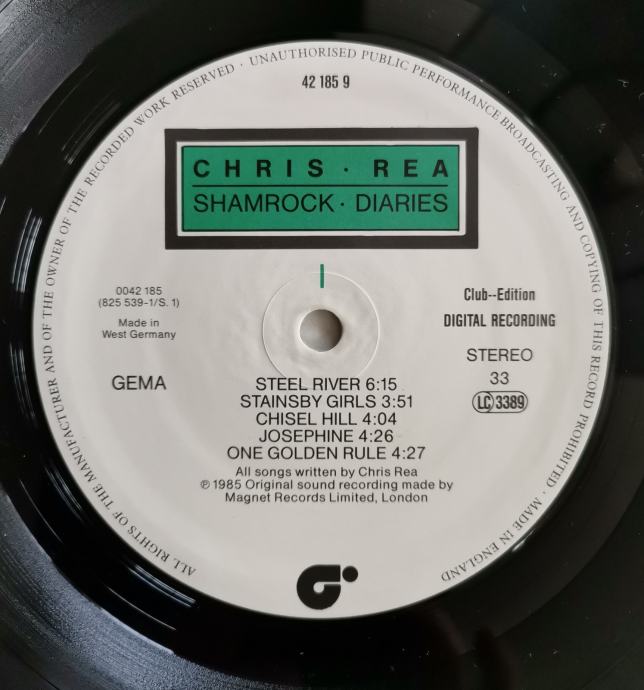 ALL RIGHTS OF THE MANUFACTURER AND OF THE OWNER OF THE RECORDED WORK RESERVED · UNAUTHORISED PUBLIC PERFORMANCE BROADCASTING AND COPYING OF THIS RECORD PROHIBITED · MADE IN ENGLAND
42 185 9
CHRIS · REA
SHAMROCK · DIARIES
0042 185
(825 539-1/S. 1)
Made in
West Germany
GEMA
Club--Edition
DIGITAL RECORDING
STEREO
33
LC 3389
STEEL RIVER 6:15
STAINSBY GIRLS 3:51
CHISEL HILL 4:04
JOSEPHINE 4:26
ONE GOLDEN RULE 4:27
All songs written by Chris Rea
℗ 1985 Original sound recording made by
Magnet Records Limited, London